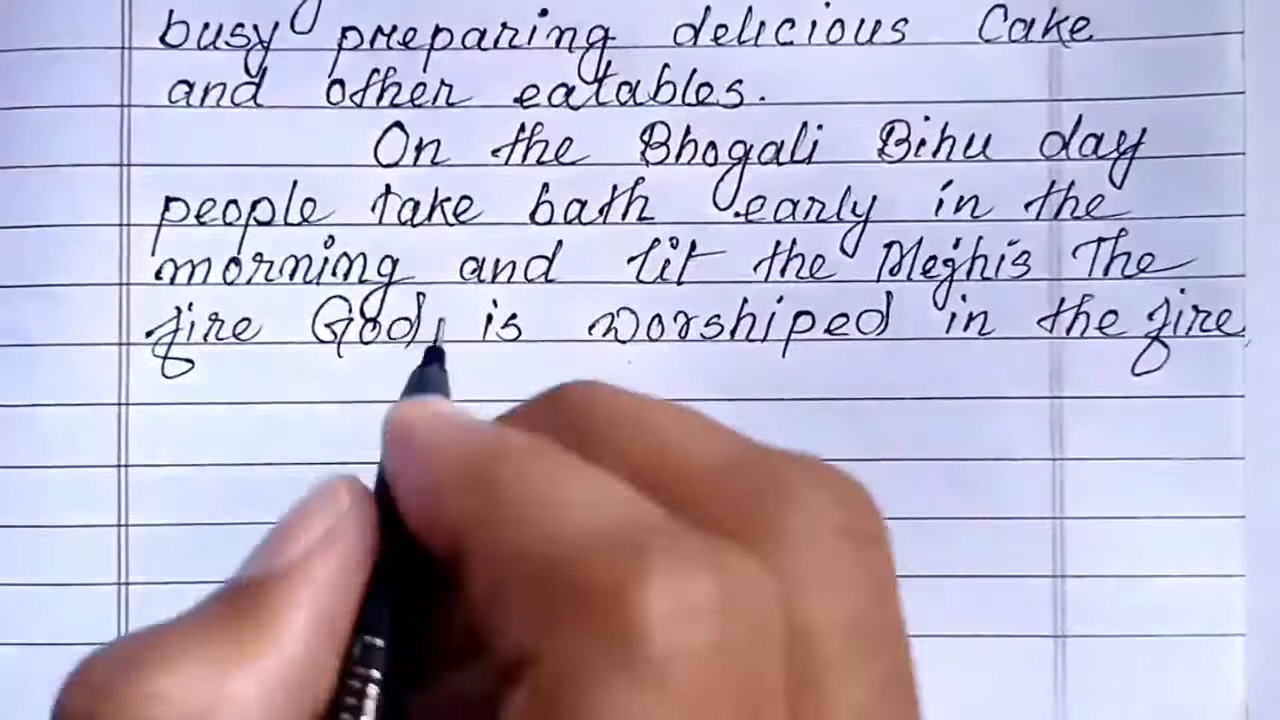 busy preparing delicious Cake
and other eatables.
On the Bhogali Bihu day
people take bath early in the
morning and lit the Meghis The
fire God, is worshiped in the fire